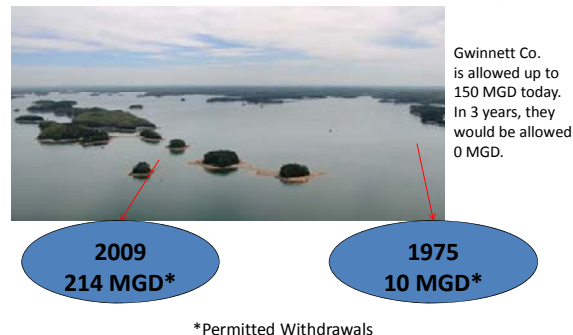 Gwinnett Co.
is allowed up to
150 MGD today.
In 3 years, they
would be allowed
0 MGD.
2009
214 MGD*
1975
10 MGD*
*Permitted Withdrawals